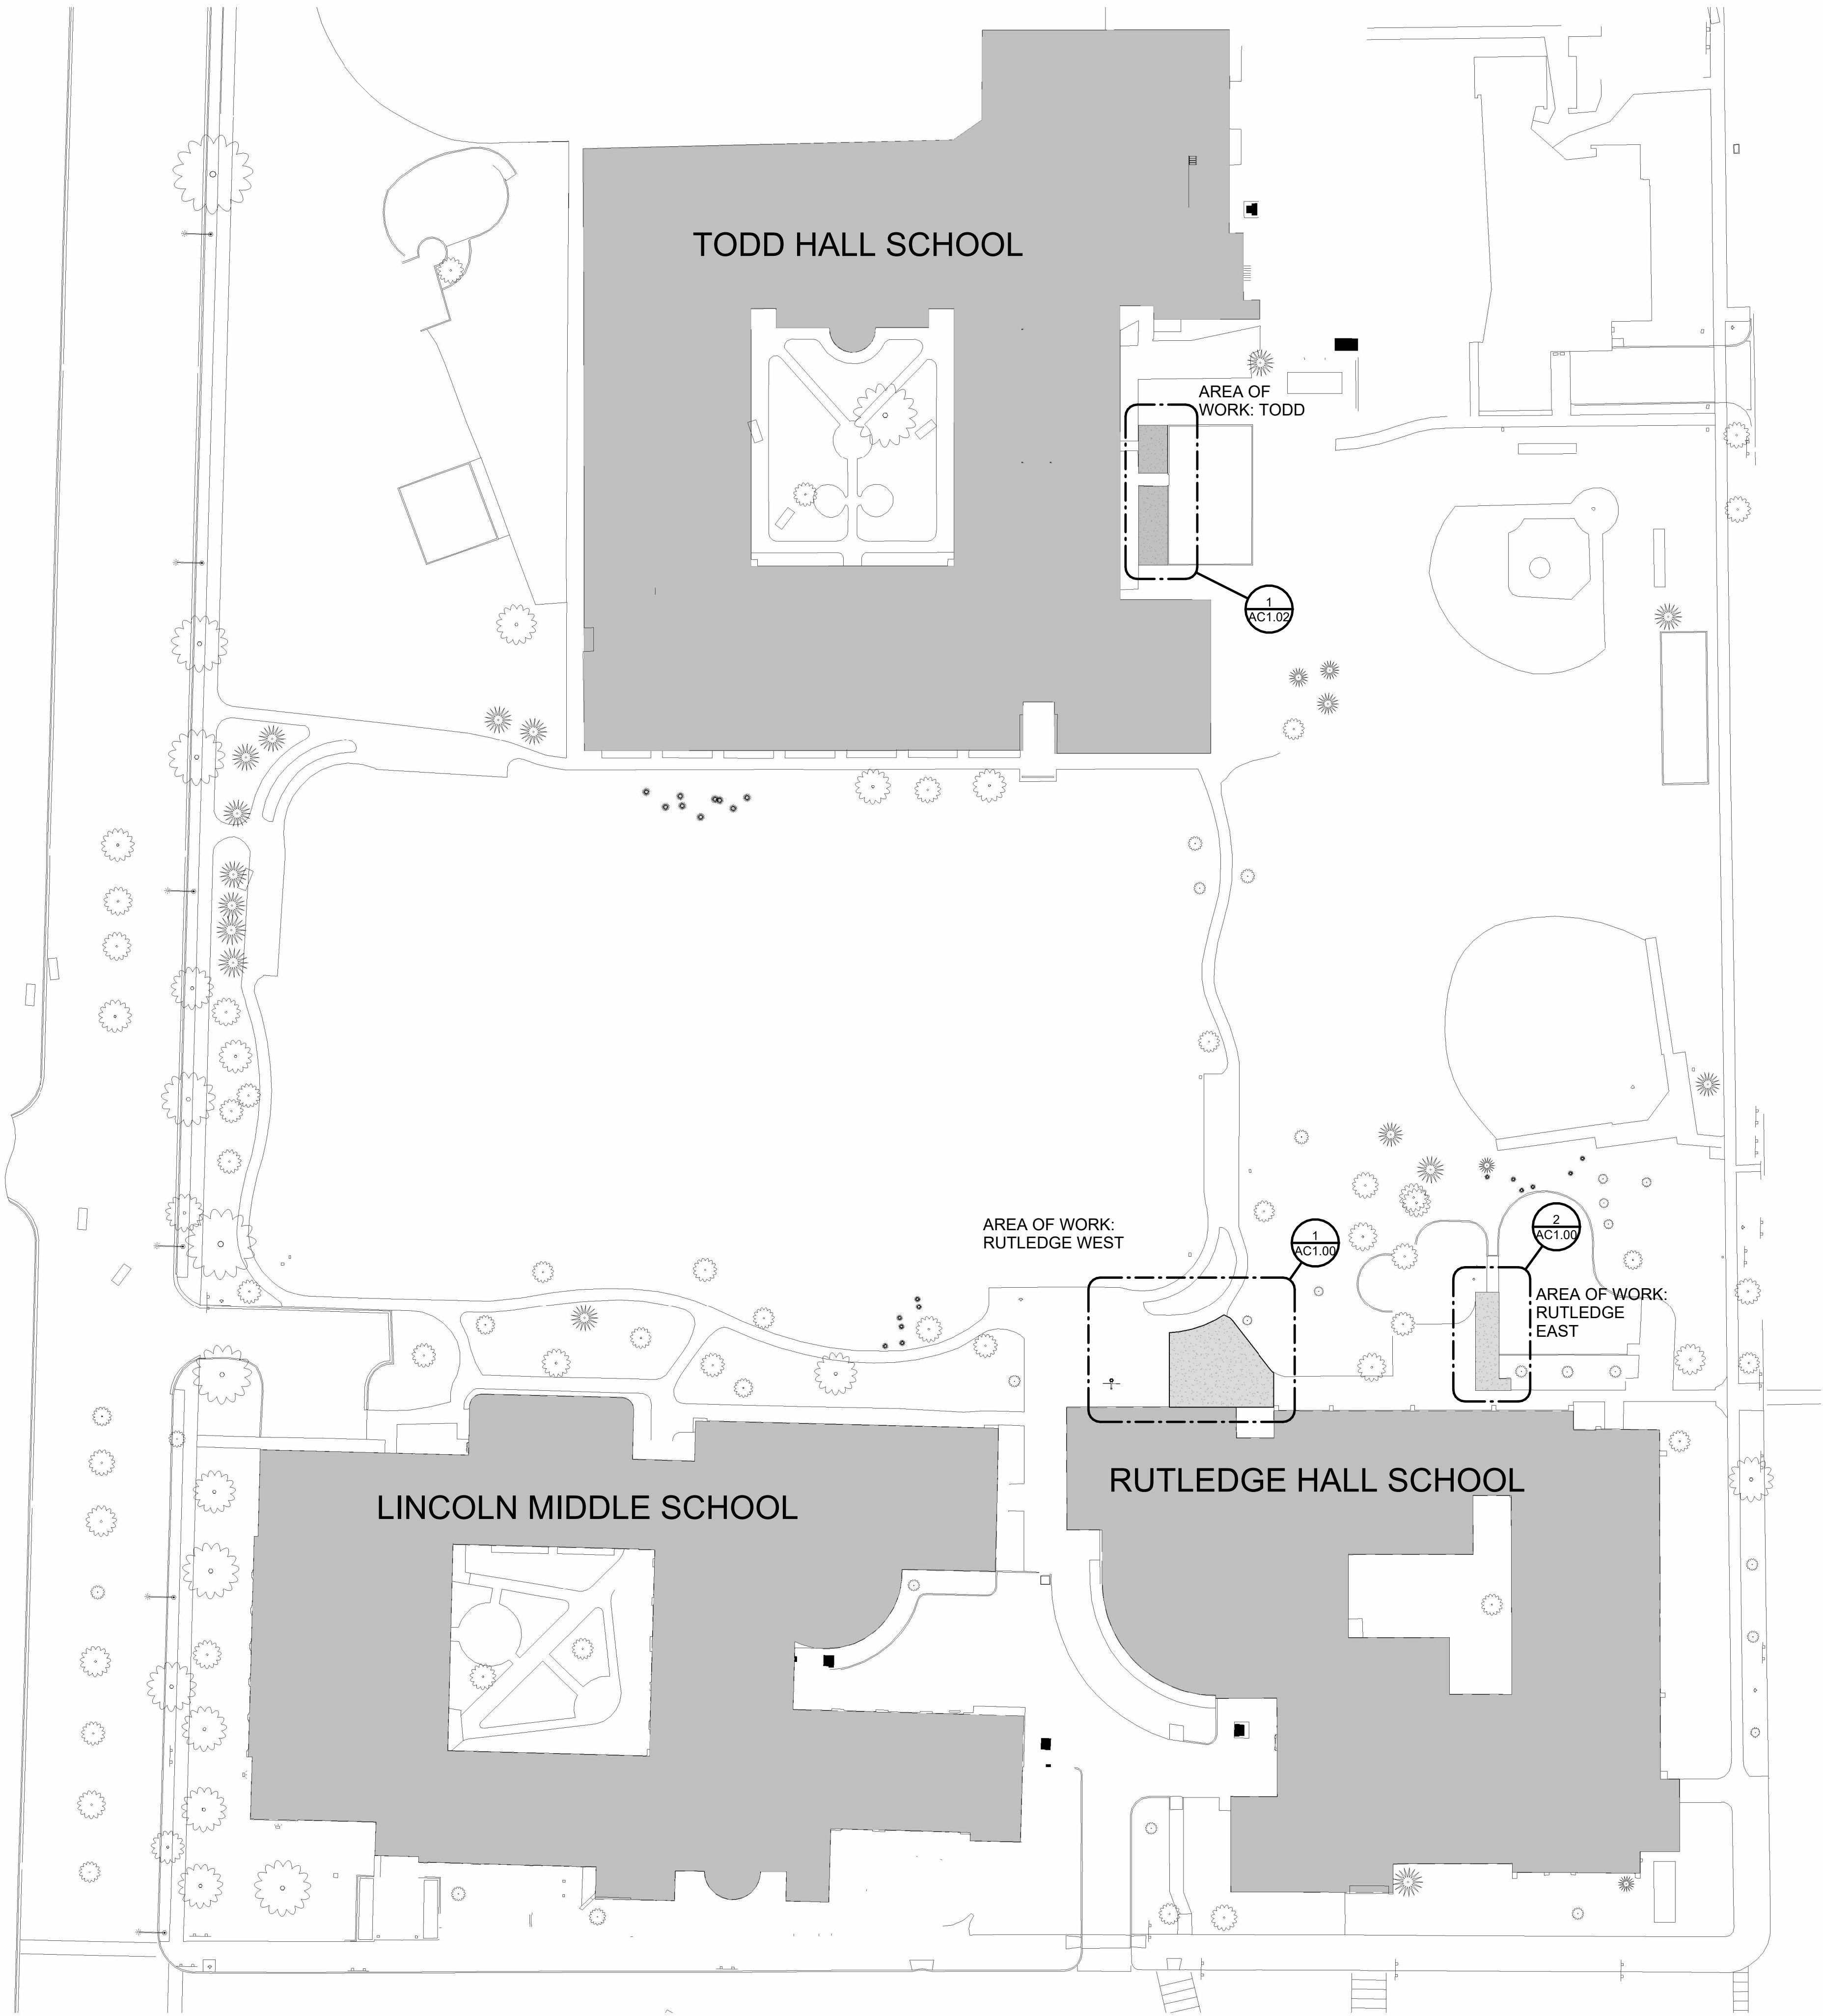 TODD HALL SCHOOL
AREA OF
WORK: TODD
1
AC1.02
AREA OF WORK:
RUTLEDGE WEST
1
AC1.00
2
AC1.00
AREA OF WORK:
RUTLEDGE
EAST
LINCOLN MIDDLE SCHOOL
RUTLEDGE HALL SCHOOL